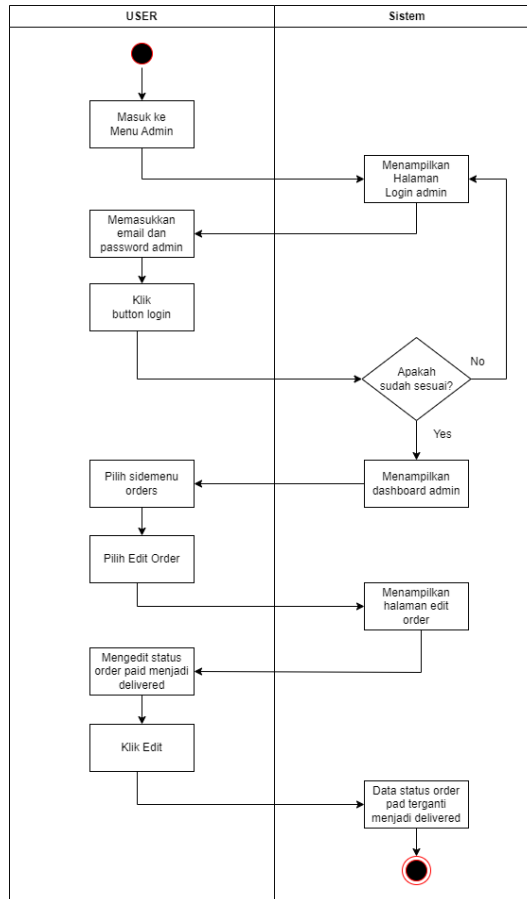 USER
Sistem
Masuk ke
Menu Admin
Menampilkan
Halaman
Login admin
Memasukkan
email dan
password admin
Klik
button login
Apakah
sudah sesuai?
No
Yes
Menampilkan
dashboard admin
Pilih sidemenu
orders
Pilih Edit Order
Menampilkan
halaman edit
order
Mengedit status
order paid menjadi
delivered
Klik Edit
Data status order
pad terganti
menjadi delivered